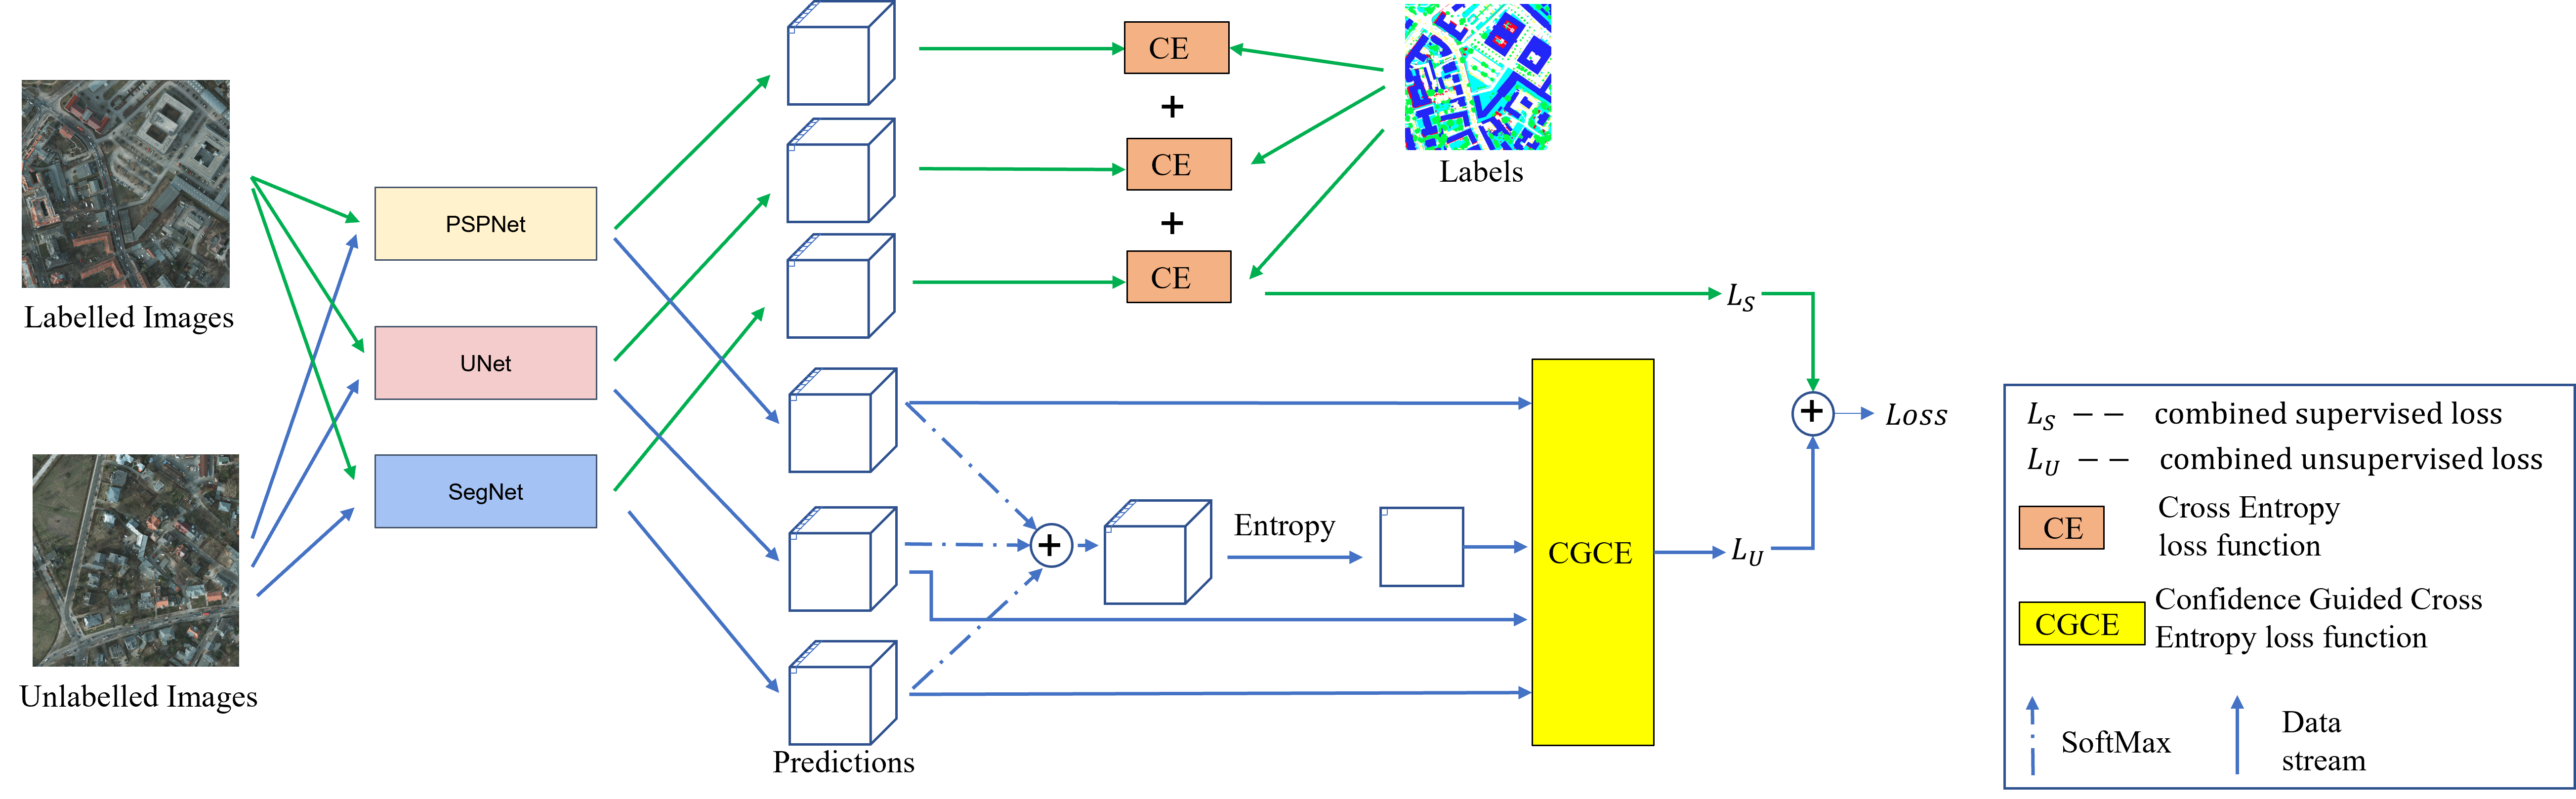 Labelled Images
Unlabelled Images
PSPNet
UNet
SegNet
Predictions
CE
+
CE
+
CE
Labels
+
Entropy
CGCE
L_S
L_U
+
Loss
L_S −− combined supervised loss
L_U −− combined unsupervised loss
CE
Cross Entropy
loss function
CGCE
Confidence Guided Cross
Entropy loss function
SoftMax
Data
stream